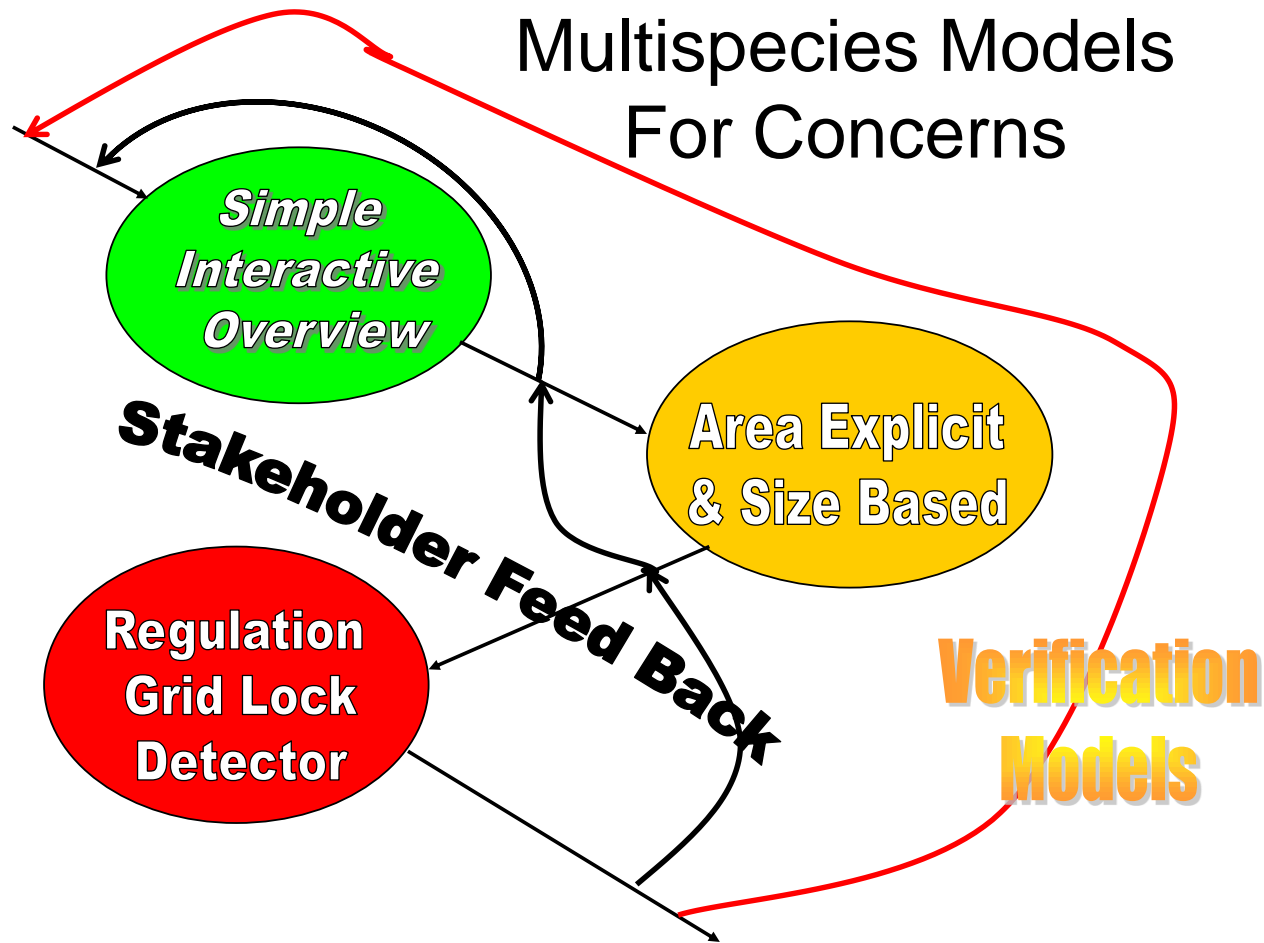 Multispecies Models
For Concerns
Simple
Interactive
Overview
Area Explicit
& Size Based
Stakeholder Feed Back
Regulation
Grid Lock
Detector
Verification
Models